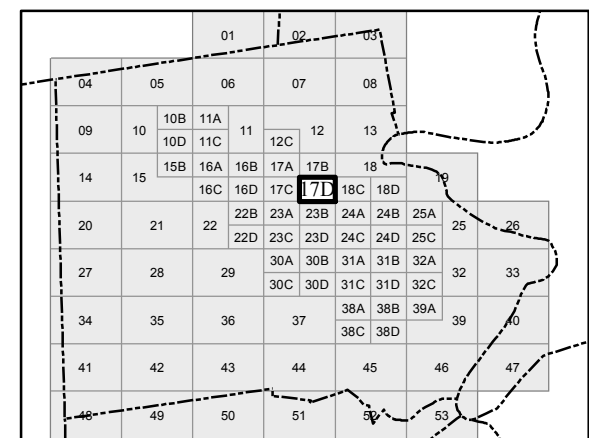 01 02 03
04 05 06 07 08
10B 11A
09 10 11 12 13
10D 11C 12C
15B 16A 16B 17A 17B 18
14 15 19
16C 16D 17C 17D 18C 18D
22B 23A 23B 24A 24B 25A
20 21 22 25 26
22D 23C 23D 24C 24D 25C
30A 30B 31A 31B 32A
27 28 29 32 33
30C 30D 31C 31D 32C
38A 38B 39A
34 35 36 37 39 40
38C 38D
41 42 43 44 45 46 47
48 49 50 51 52 53